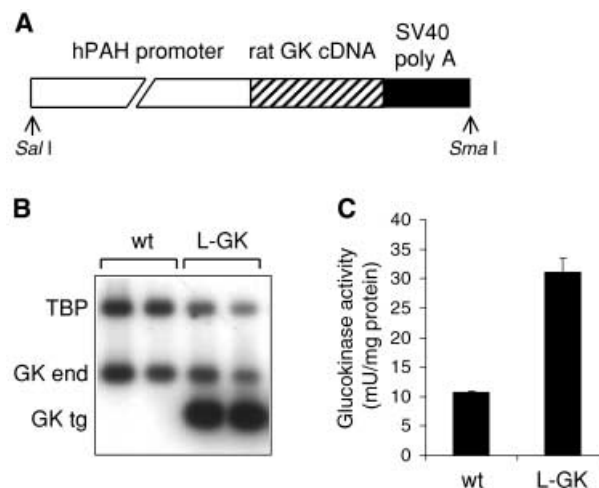 A
hPAH promoter rat GK cDNA SV40 poly A
Sal I Sma I
B
wt L-GK
TBP
GK end
GK tg
C
Glucokinase activity
(mU/mg protein)
40
35
30
25
20
15
10
5
0
wt L-GK